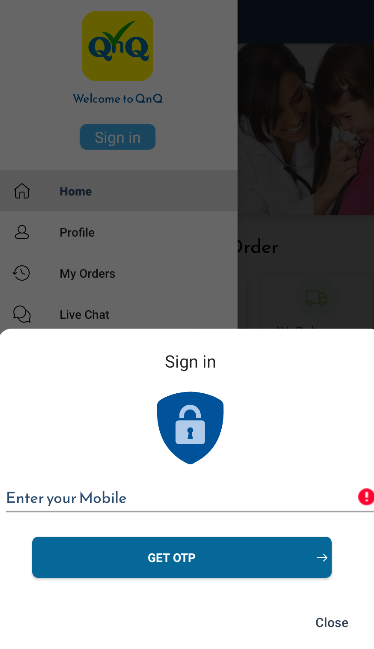 QnQ
Welcome to QnQ
Sign in
Home
Profile
My Orders
Live Chat
Order
Sign in
Enter your Mobile
GET OTP
Close